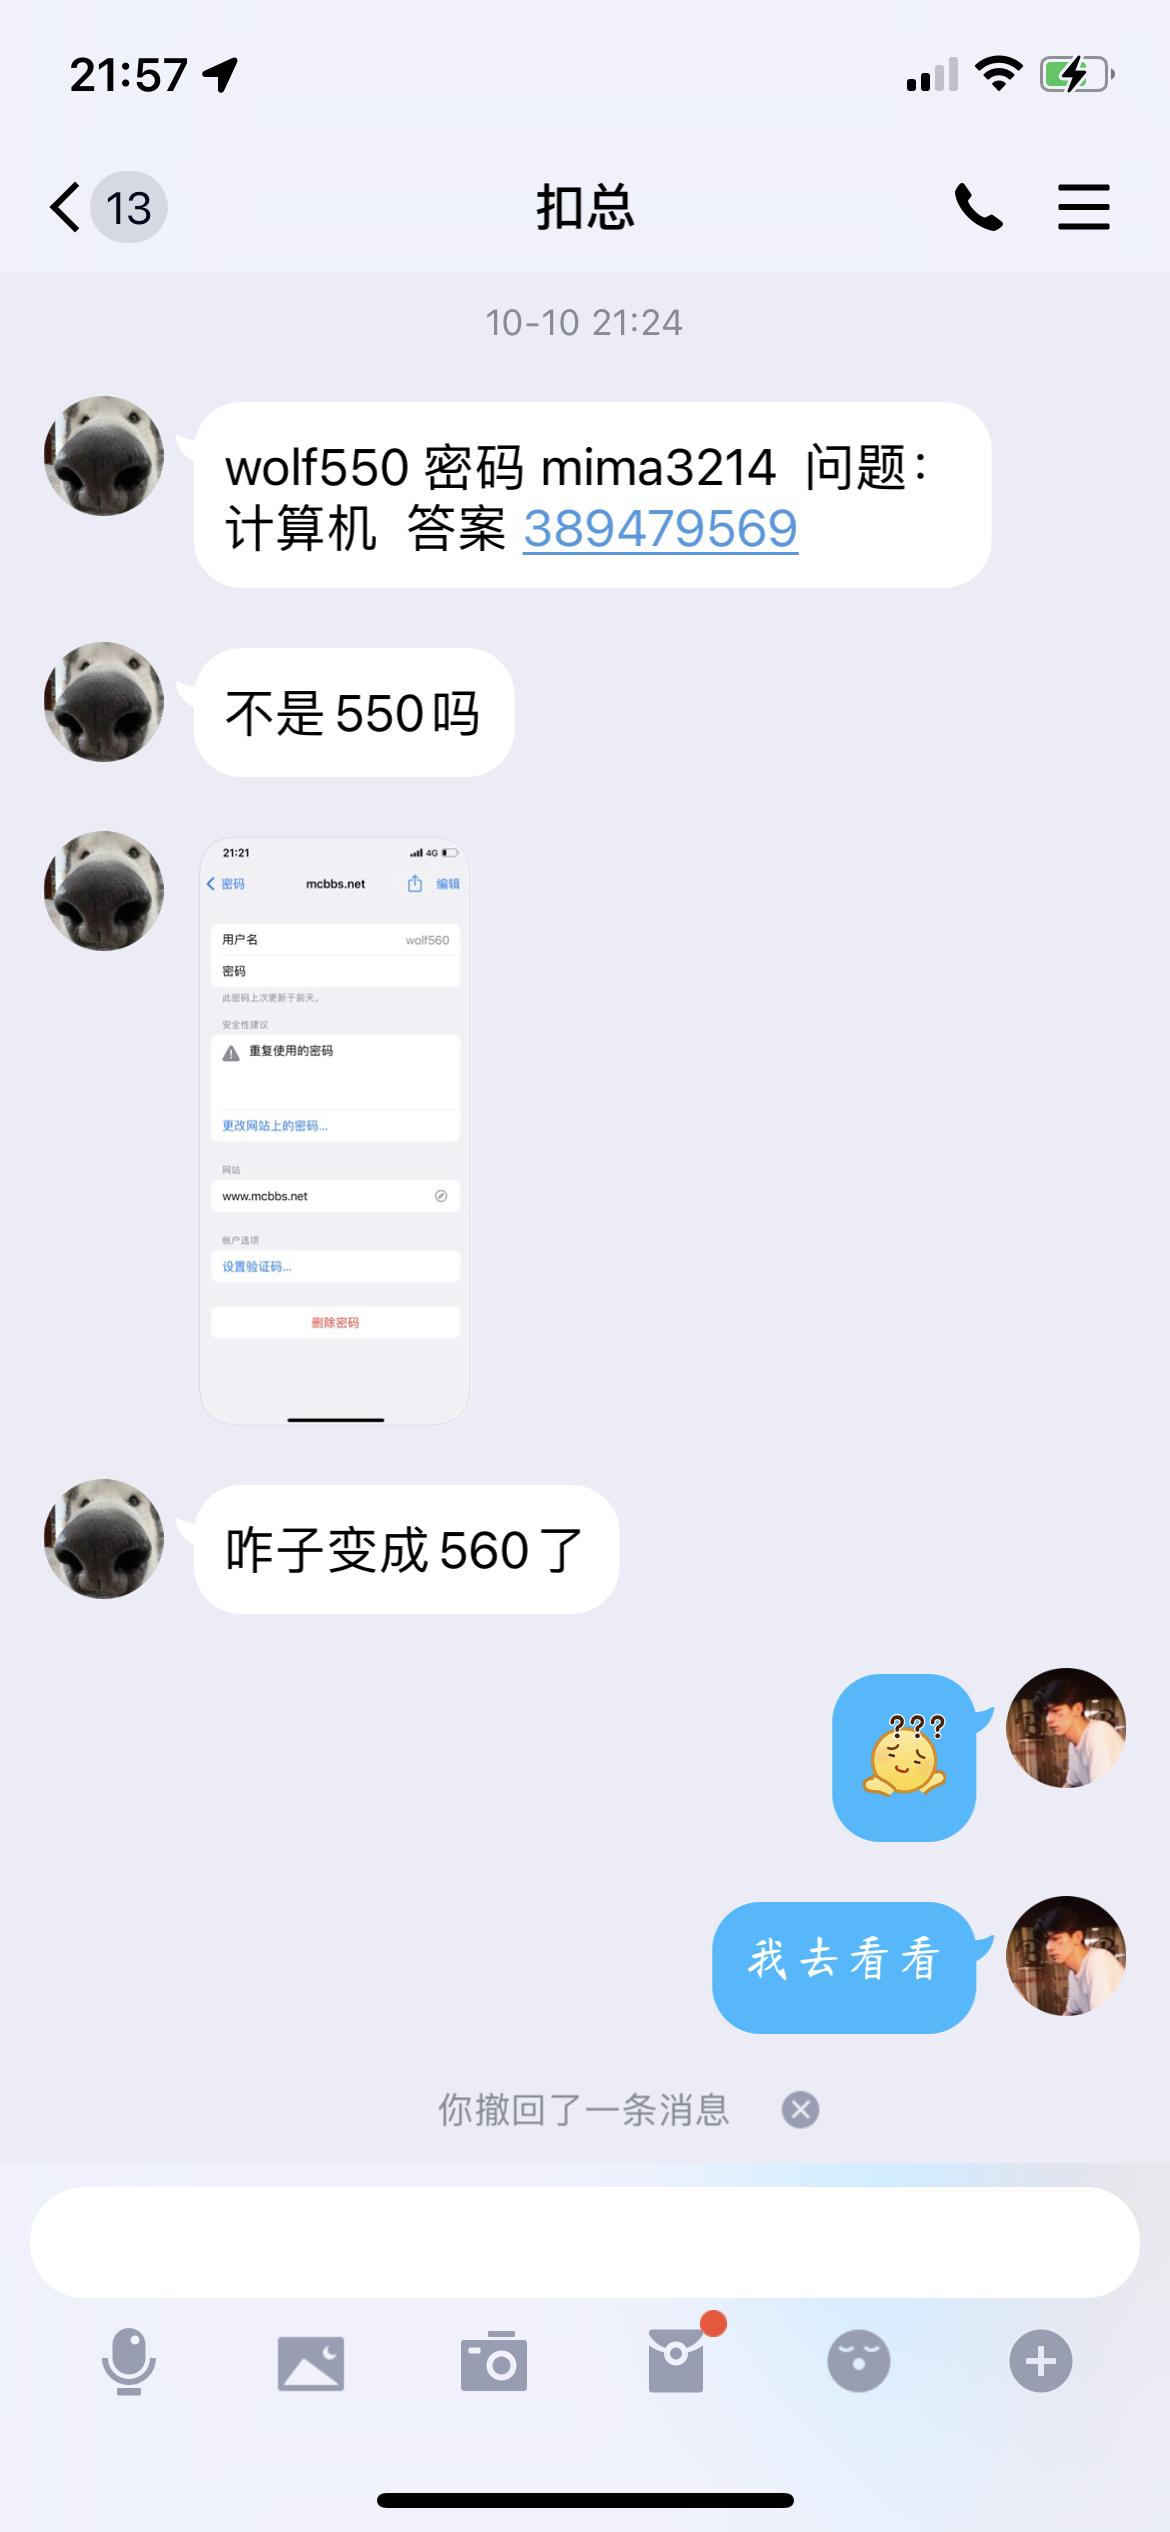 21:57
13
扣总
10-10 21:24
wolf550 密码 mima3214 问题：
计算机 答案 389479569
不是550吗
21:21
4G
密码
mcbbs.net
编辑
用户名
wolf560
密码
此密码上次更新于前天。
安全性建议
重复使用的密码
更改网站上的密码...
网站
www.mcbbs.net
帐户选项
设置验证码...
删除密码
咋子变成560了
???
我去看看
你撤回了一条消息